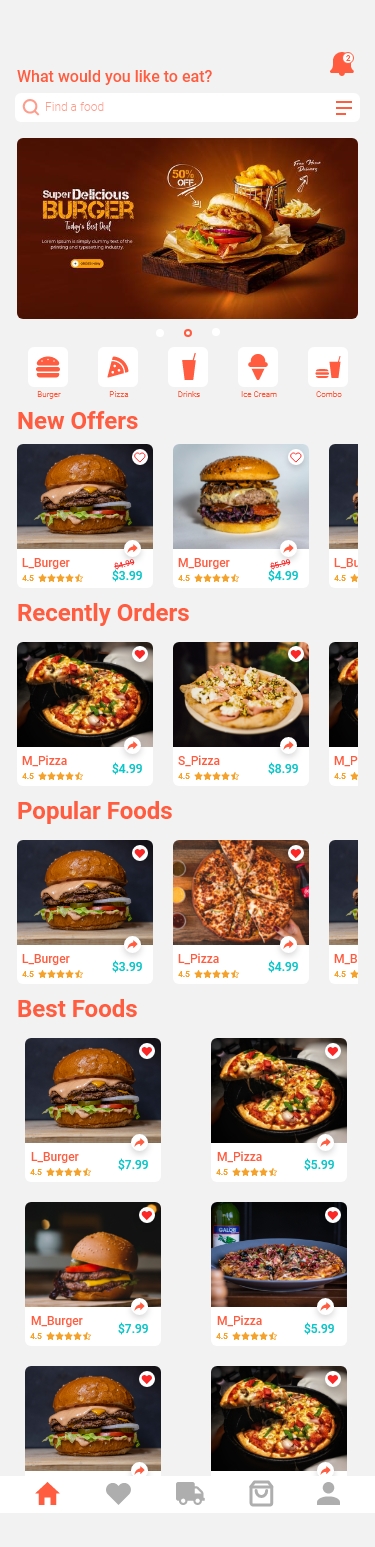 2
What would you like to eat?
Find a food
Super Delicious
BURGER
Today's Best Deal
Lorem ipsum is simply dummy text of the
printing and typesetting industry.
50%
OFF
Free Home
Delivery
Burger Pizza Drinks Ice Cream Combo
New Offers
L_Burger $4.99 M_Burger $5.99 L_Bu
4.5 $3.99 4.5 $4.99 4.5
Recently Orders
M_Pizza S_Pizza M_P
4.5 $4.99 4.5 $8.99 4.5
Popular Foods
L_Burger L_Pizza M_B
4.5 $3.99 4.5 $4.99 4.5
Best Foods
L_Burger M_Pizza
4.5 $7.99 4.5 $5.99
M_Burger M_Pizza
4.5 $7.99 4.5 $5.99